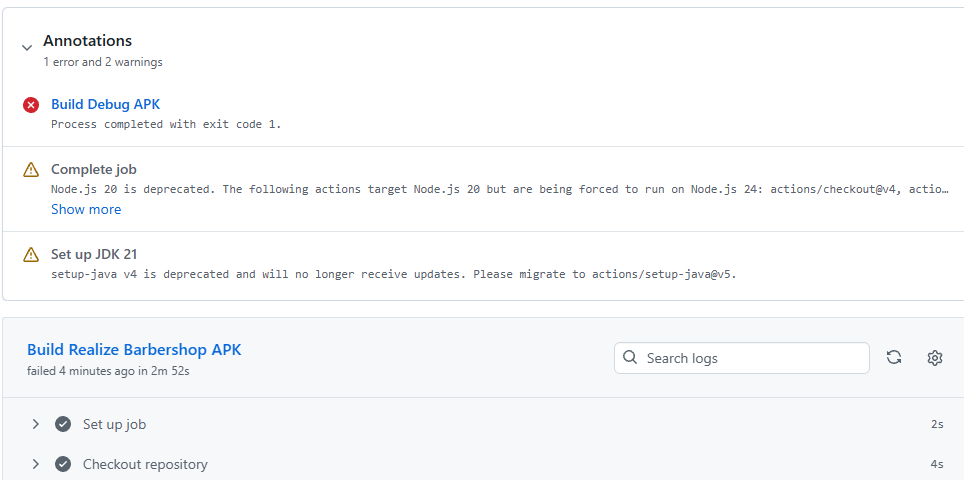 Annotations
1 error and 2 warnings
Build Debug APK
Process completed with exit code 1.
Complete job
Node.js 20 is deprecated. The following actions target Node.js 20 but are being forced to run on Node.js 24: actions/checkout@v4, actio…
Show more
Set up JDK 21
setup-java v4 is deprecated and will no longer receive updates. Please migrate to actions/setup-java@v5.
Build Realize Barbershop APK
failed 4 minutes ago in 2m 52s
Search logs
Set up job 2s
Checkout repository 4s